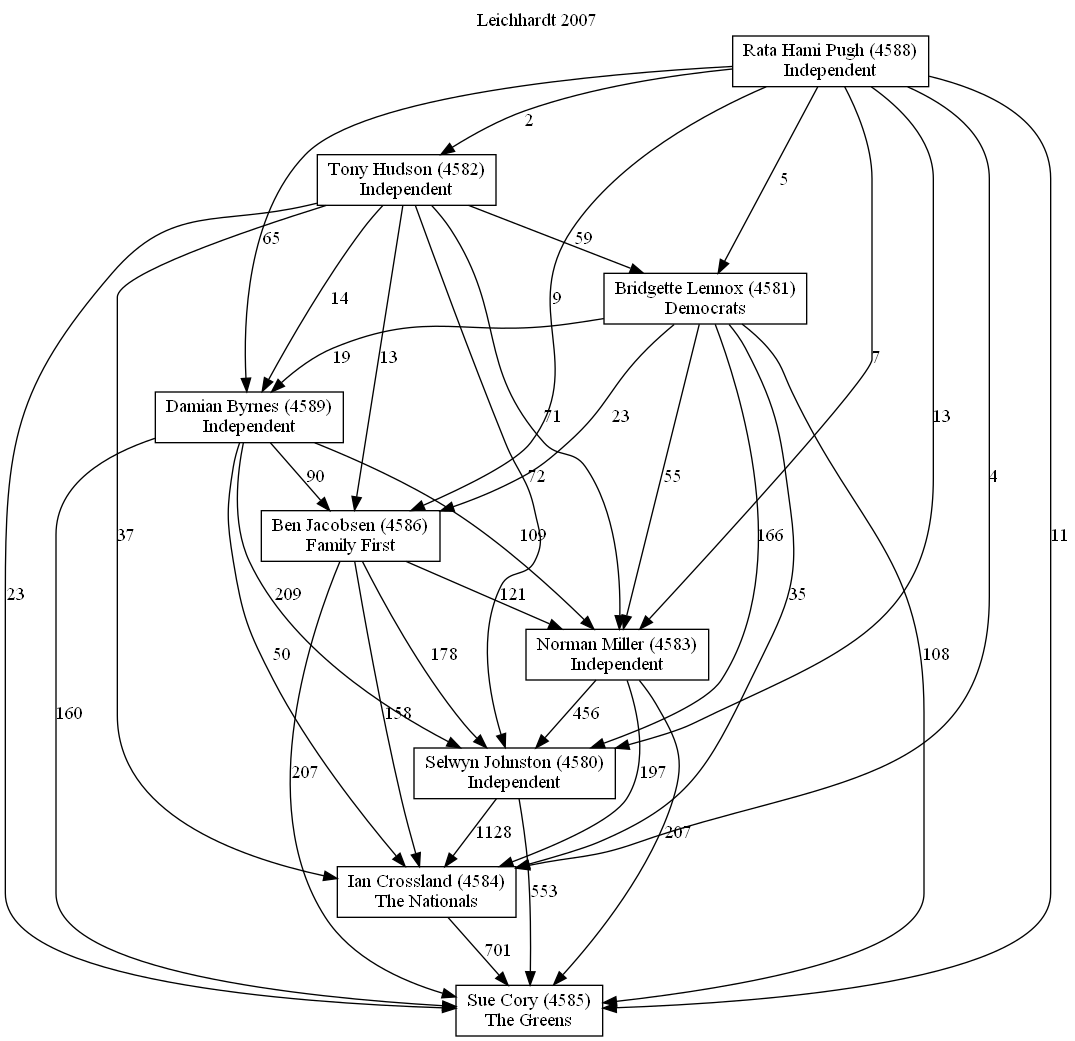 Leichhardt 2007
Rata Hami Pugh (4588)
Independent
2
Tony Hudson (4582)
Independent
5
65
59
Bridgette Lennox (4581)
Democrats
14
9
19
13
7
Damian Byrnes (4589)
Independent
71
23
13
90
72
55
4
Ben Jacobsen (4586)
Family First
37
109
166
11
23
209
121
35
Norman Miller (4583)
Independent
50
178
108
160
158
456
Selwyn Johnston (4580)
Independent
207
197
1128
207
Ian Crossland (4584)
The Nationals
553
701
Sue Cory (4585)
The Greens